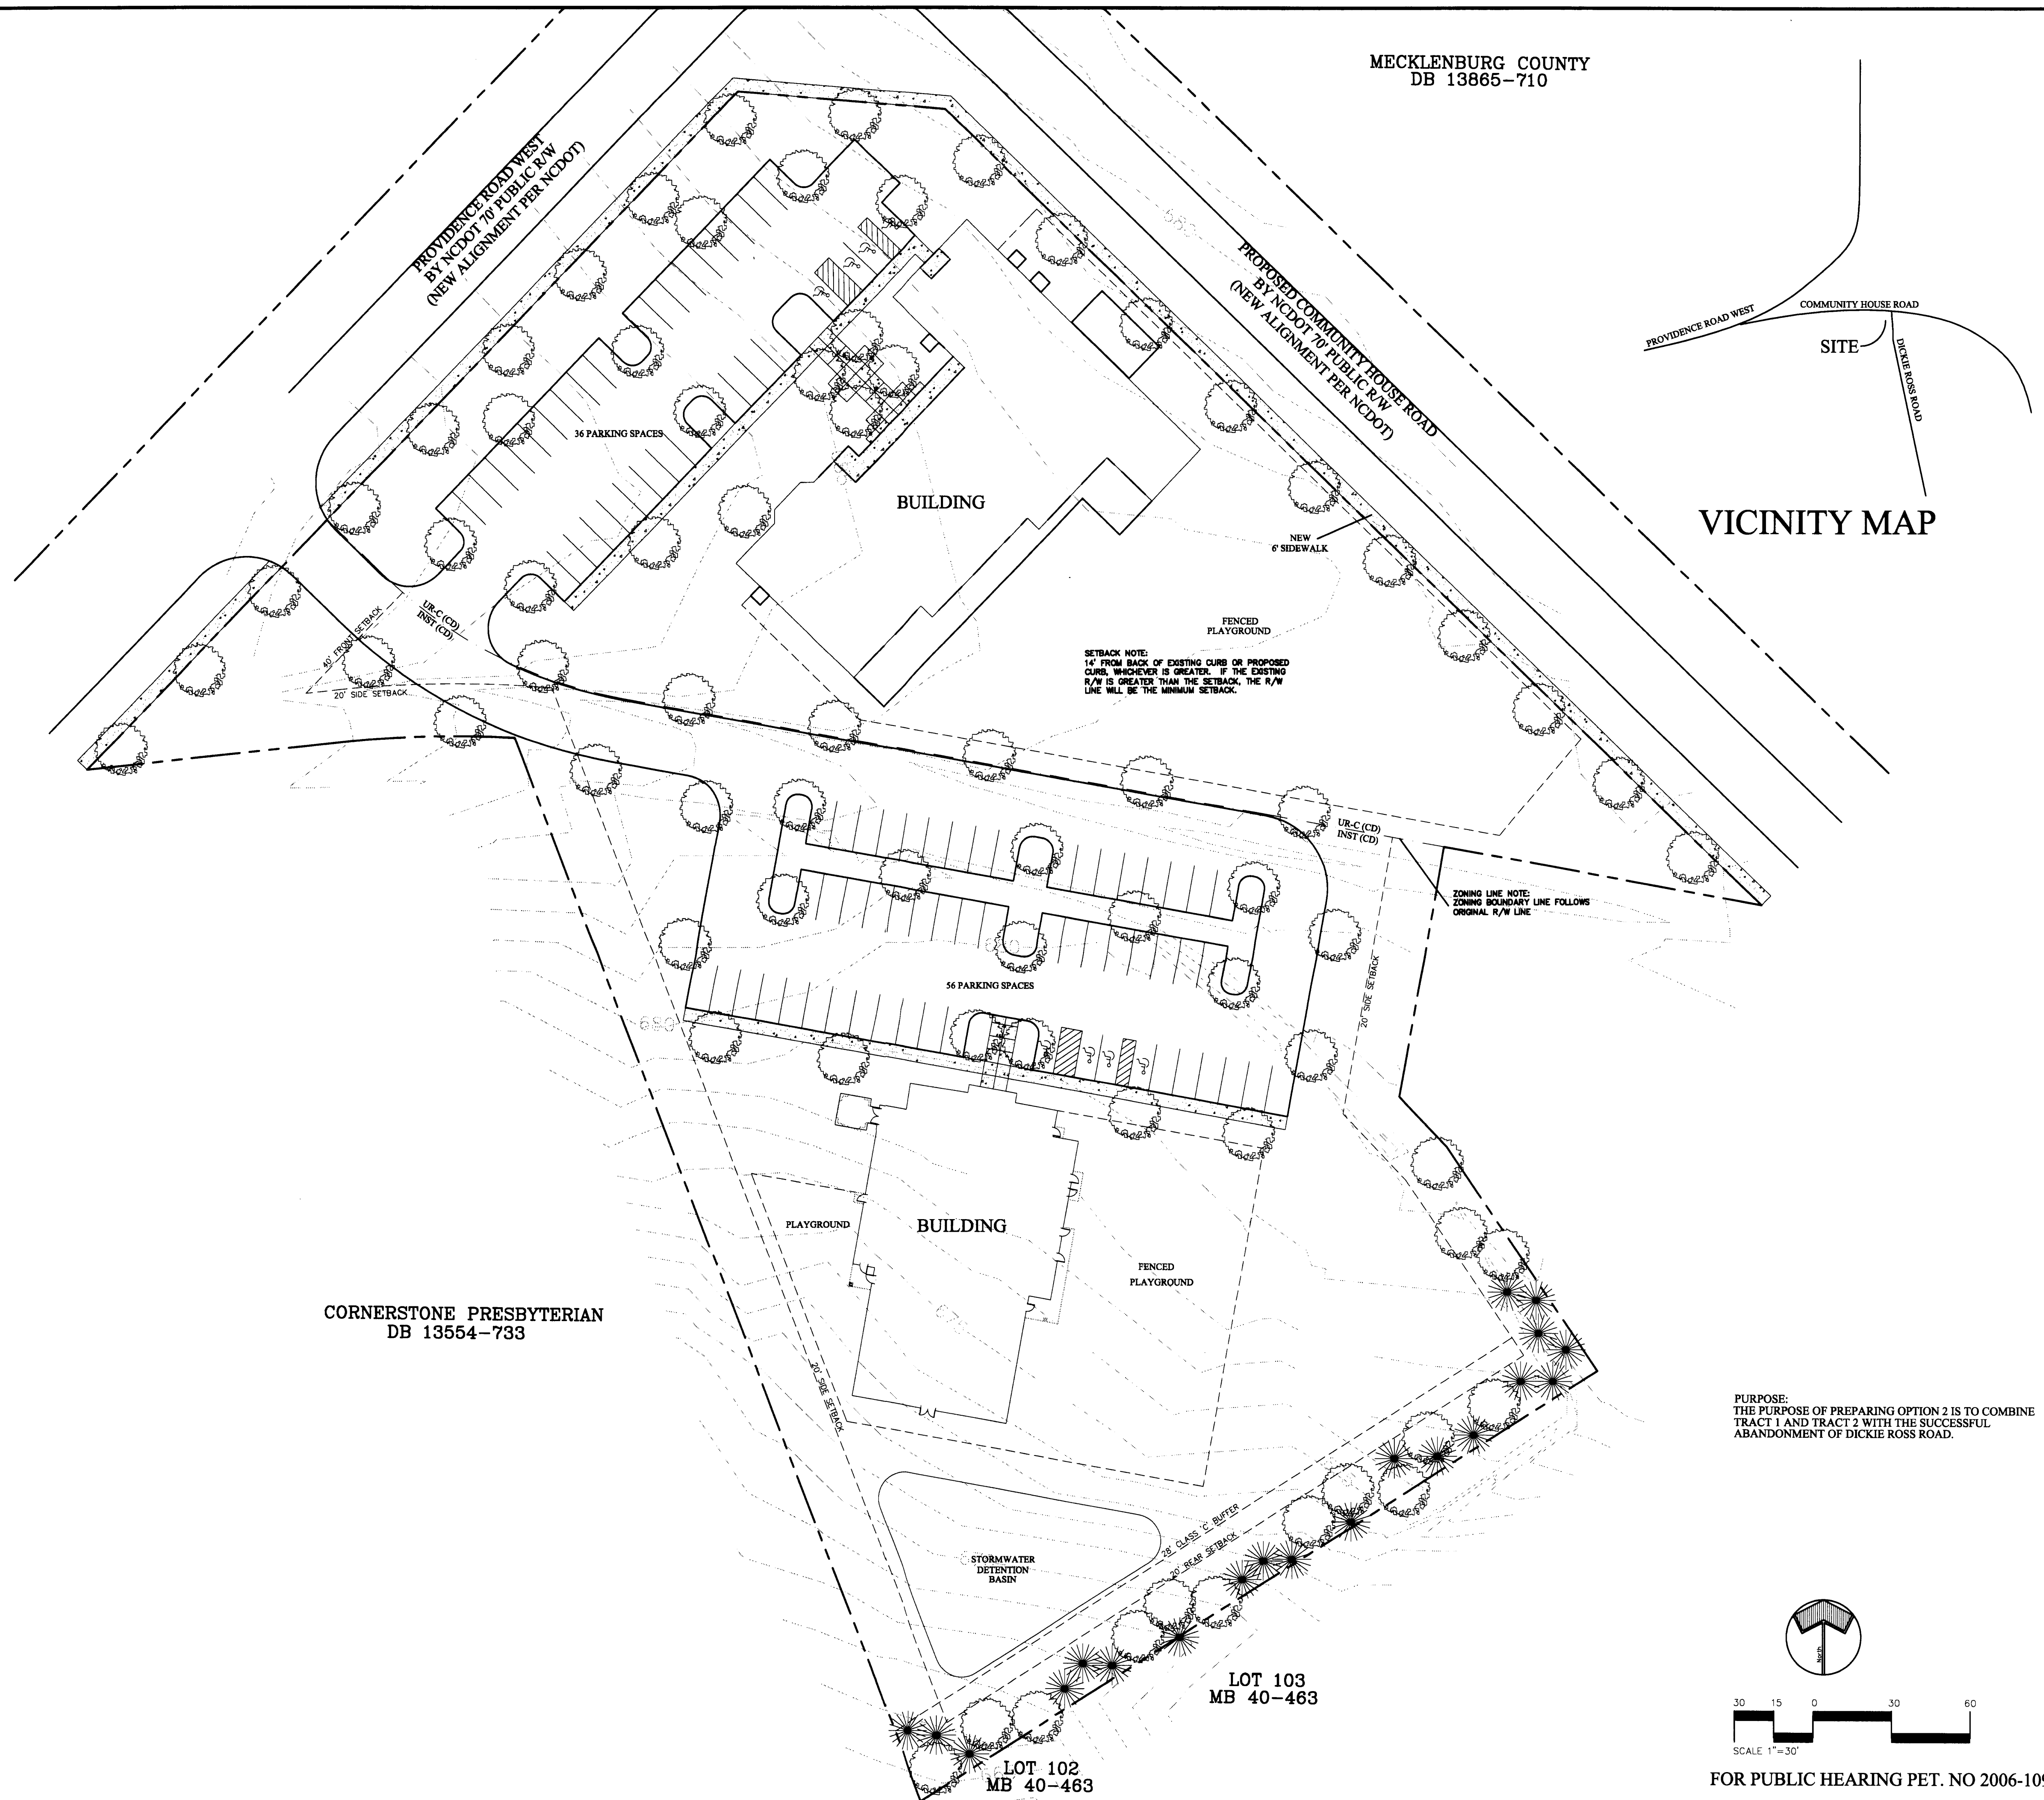 MECKLENBURG COUNTY
DB 13865-710
PROVIDENCE ROAD WEST
BY NCDOT 70' PUBLIC R/W
(NEW ALIGNMENT PER NCDOT)
PROPOSED COMMUNITY HOUSE ROAD
BY NCDOT 70' PUBLIC R/W
(NEW ALIGNMENT PER NCDOT)
680
COMMUNITY HOUSE ROAD
PROVIDENCE ROAD WEST
SITE
DICKIE ROSS ROAD
VICINITY MAP
36 PARKING SPACES
BUILDING
NEW
6' SIDEWALK
UR-C (CD)
INST (CD)
40' FRONT SETBACK
20' SIDE SETBACK
FENCED
PLAYGROUND
SETBACK NOTE:
14' FROM BACK OF EXISTING CURB OR PROPOSED
CURB, WHICHEVER IS GREATER. IF THE EXISTING
R/W IS GREATER THAN THE SETBACK, THE R/W
LINE WILL BE THE MINIMUM SETBACK.
UR-C (CD)
INST (CD)
ZONING LINE NOTE:
ZONING BOUNDARY LINE FOLLOWS
ORIGINAL R/W LINE
56 PARKING SPACES
20' SIDE SETBACK
680
PLAYGROUND
BUILDING
FENCED
PLAYGROUND
675
CORNERSTONE PRESBYTERIAN
DB 13554-733
20' SIDE SETBACK
PURPOSE:
THE PURPOSE OF PREPARING OPTION 2 IS TO COMBINE
TRACT 1 AND TRACT 2 WITH THE SUCCESSFUL
ABANDONMENT OF DICKIE ROSS ROAD.
28' CLASS 'C' BUFFER
20' REAR SETBACK
STORMWATER
DETENTION
BASIN
LOT 103
MB 40-463
LOT 102
MB 40-463
North
30 15 0 30 60
SCALE 1"=30'
FOR PUBLIC HEARING PET. NO 2006-109